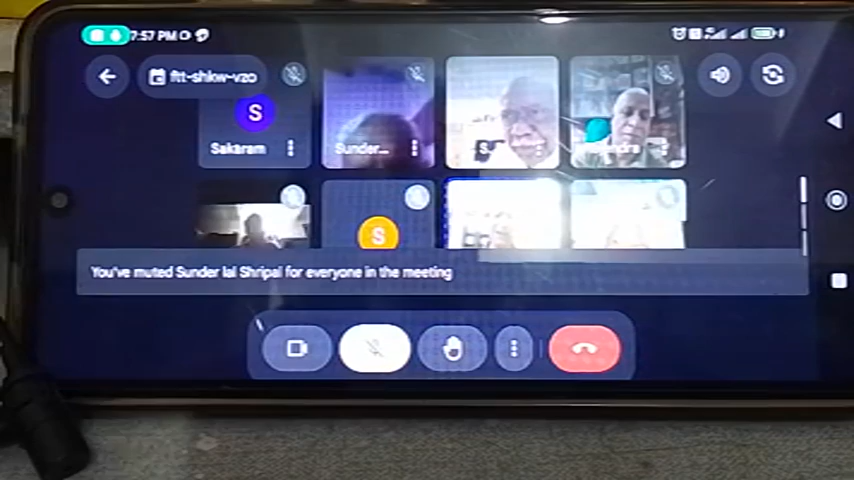 7:57 PM
ftt-shkw-vzo
S
Sakaram
Sunder...
S
You've muted Sunder lal Shripal for everyone in the meeting